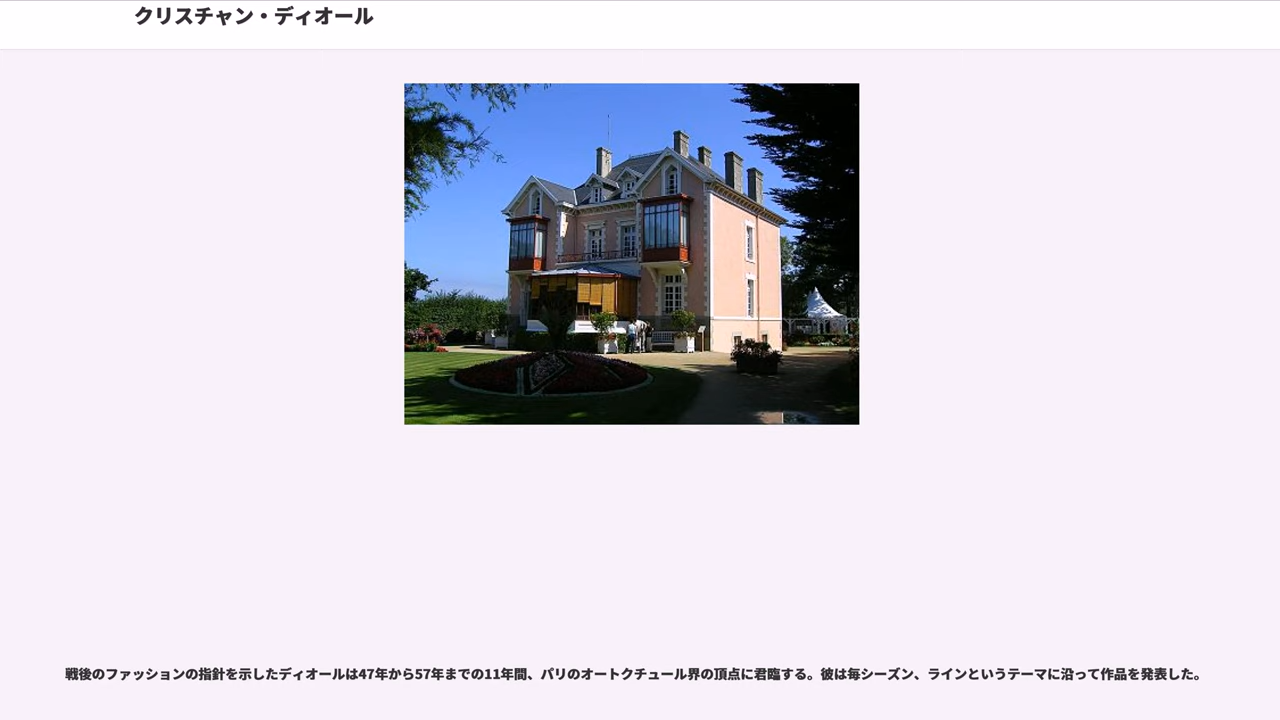 クリスチャン・ディオール
戦後のファッションの指針を示したディオールは47年から57年までの11年間、パリのオートクチュール界の頂点に君臨する。彼は毎シーズン、ラインというテーマに沿って作品を発表した。